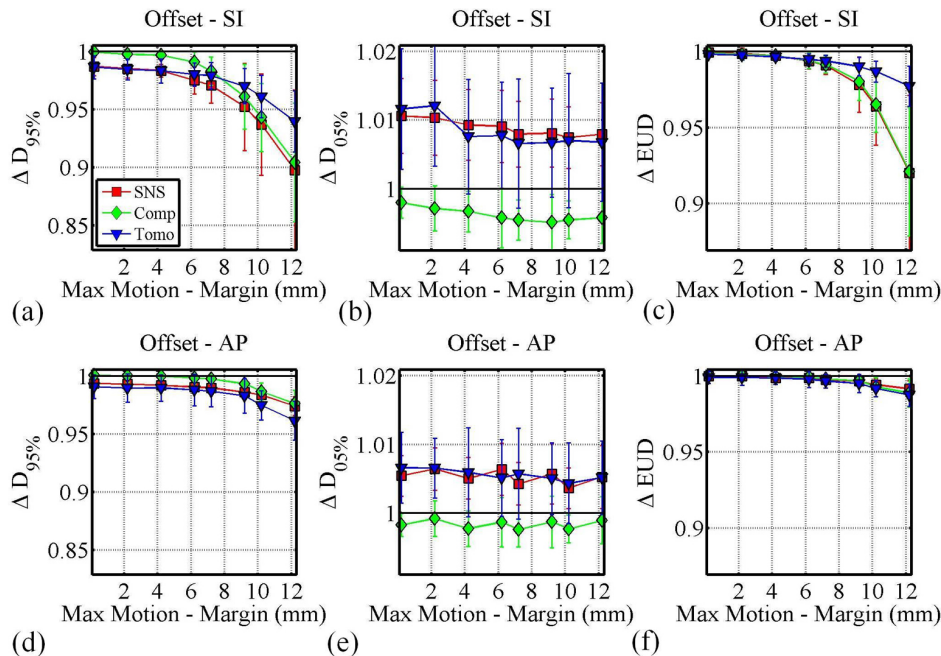 Offset - SI
Offset - SI
Offset - SI
Δ D95%
1
0.95
0.9
0.85
SNS
Comp
Tomo
2 4 6 8 10 12
Max Motion - Margin (mm)
(a)
Δ D05%
1.02
1.01
1
2 4 6 8 10 12
Max Motion - Margin (mm)
(b)
Δ EUD
1
0.95
0.9
2 4 6 8 10 12
Max Motion - Margin (mm)
(c)
Offset - AP
Offset - AP
Offset - AP
Δ D95%
1
0.95
0.9
0.85
2 4 6 8 10 12
Max Motion - Margin (mm)
(d)
Δ D05%
1.02
1.01
1
2 4 6 8 10 12
Max Motion - Margin (mm)
(e)
Δ EUD
1
0.95
0.9
2 4 6 8 10 12
Max Motion - Margin (mm)
(f)